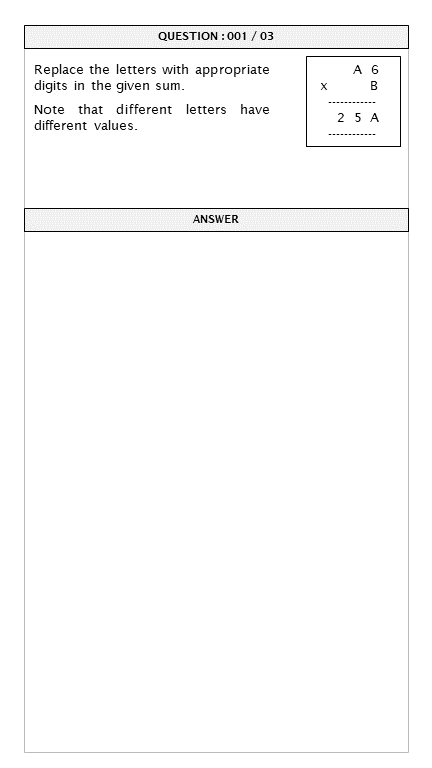 QUESTION : 001 / 03
Replace the letters with appropriate
digits in the given sum.
Note that different letters have
different values.
A 6
x B
------------
2 5 A
------------
ANSWER